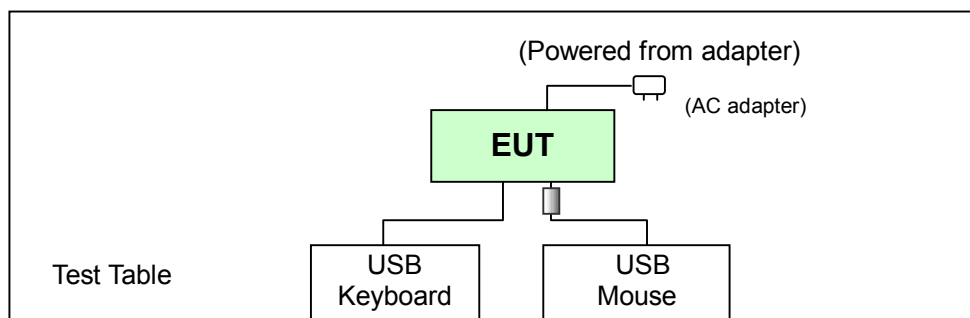 (Powered from adapter)
(AC adapter)
EUT
Test Table
USB
Keyboard
USB
Mouse